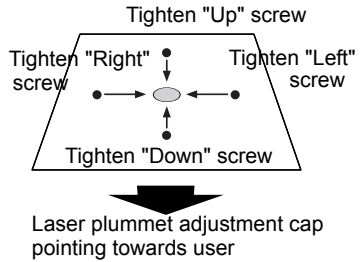 Tighten "Up" screw
Tighten "Right"
screw
Tighten "Left"
screw
Tighten "Down" screw
Laser plummet adjustment cap
pointing towards user